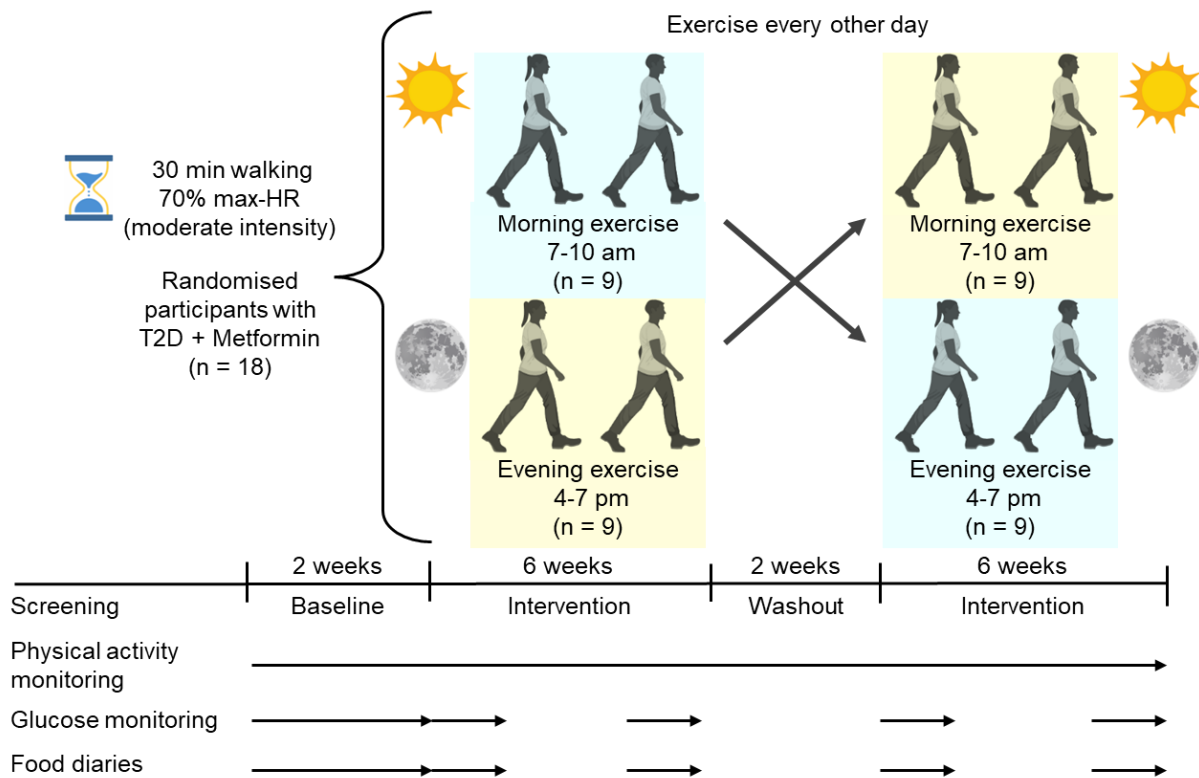 Exercise every other day
30 min walking
70% max-HR
(moderate intensity)
Randomised
participants with
T2D + Metformin
(n = 18)
Morning exercise
7-10 am
(n = 9)
Morning exercise
7-10 am
(n = 9)
Evening exercise
4-7 pm
(n = 9)
Evening exercise
4-7 pm
(n = 9)
2 weeks
6 weeks
2 weeks
6 weeks
Screening
Baseline
Intervention
Washout
Intervention
Physical activity
monitoring
Glucose monitoring
Food diaries